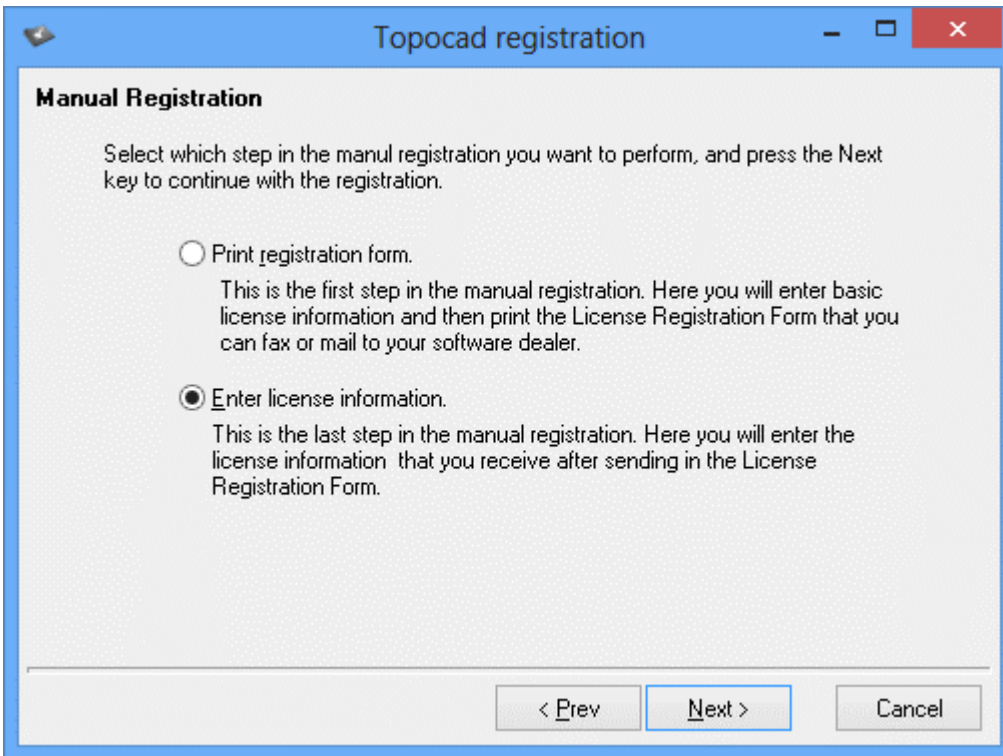 Topocad registration
Manual Registration
Select which step in the manul registration you want to perform, and press the Next
key to continue with the registration.
Print registration form.
This is the first step in the manual registration. Here you will enter basic
license information and then print the License Registration Form that you
can fax or mail to your software dealer.
Enter license information.
This is the last step in the manual registration. Here you will enter the
license information  that you receive after sending in the License
Registration Form.
< Prev
Next >
Cancel